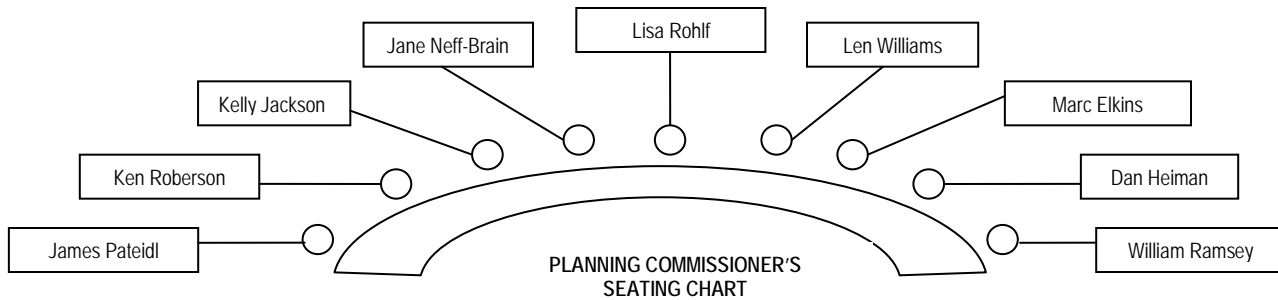 Lisa Rohlf
Jane Neff-Brain
Len Williams
Kelly Jackson
Marc Elkins
Ken Roberson
Dan Heiman
James Pateidl
William Ramsey
PLANNING COMMISSIONER'S
SEATING CHART